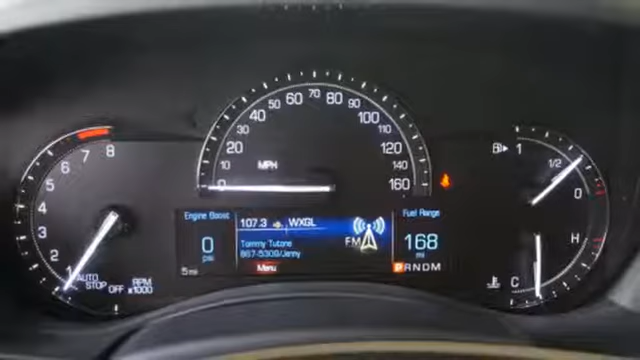 8
7
6
5
4
3
2
1
AUTO
STOP
OFF
RPM
x1000
0
10
20
30
40
50
60
70
80
90
100
110
120
140
160
MPH
Engine Boost
0
psi
5 mi
107.3 WXGL
Tommy Tutone
867-5309/Jenny
FM
Menu
Fuel Range
168
mi
PRNDM
1
1/2
0
H
C